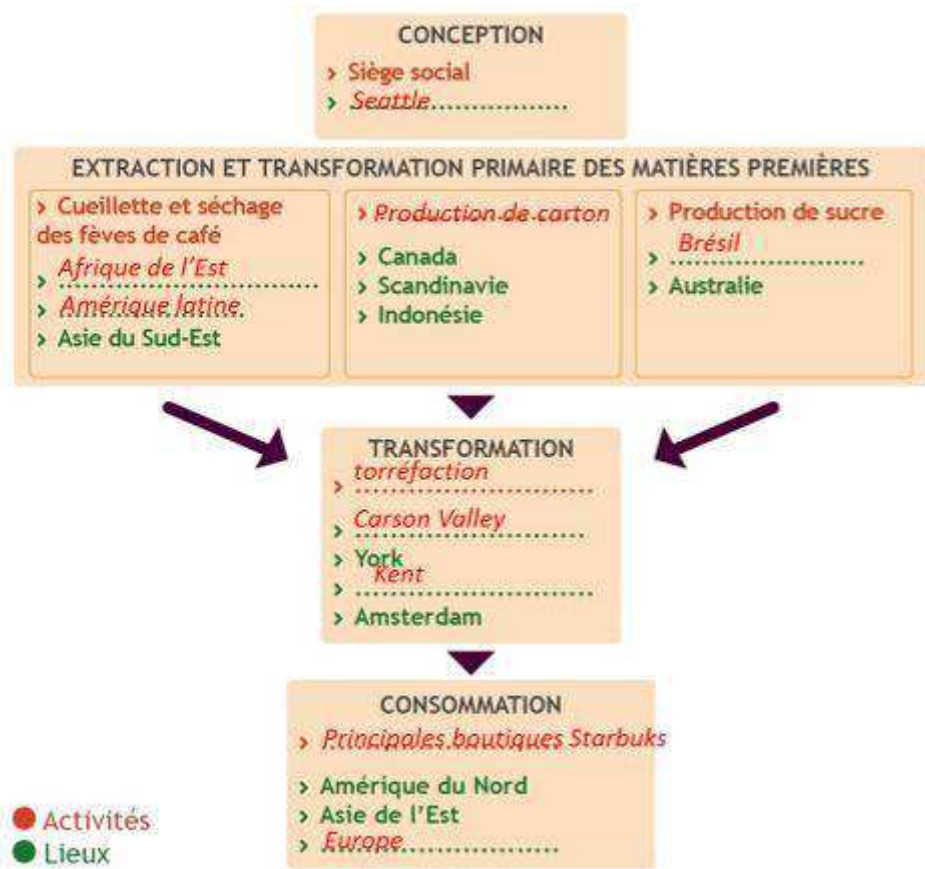 CONCEPTION
> Siège social
> Seattle
EXTRACTION ET TRANSFORMATION PRIMAIRE DES MATIÈRES PREMIÈRES
> Cueillette et séchage
des fèves de café
> Afrique de l'Est
> Amérique latine
> Asie du Sud-Est
> Production de carton
> Canada
> Scandinavie
> Indonésie
> Production de sucre
> Brésil
> Australie
TRANSFORMATION
> torréfaction
> Carson Valley
> York
> Kent
> Amsterdam
CONSOMMATION
> Principales boutiques Starbuks
> Amérique du Nord
> Asie de l'Est
> Europe
Activités
Lieux